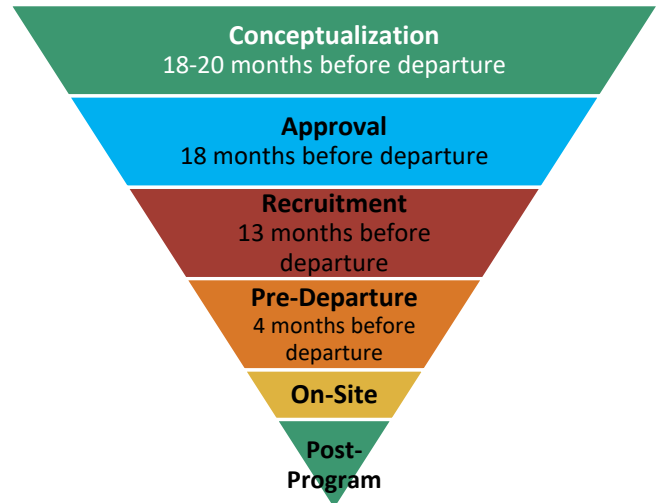 Conceptualization
18-20 months before departure
Approval
18 months before departure
Recruitment
13 months before
departure
Pre-Departure
4 months before
departure
On-Site
Post-
Program